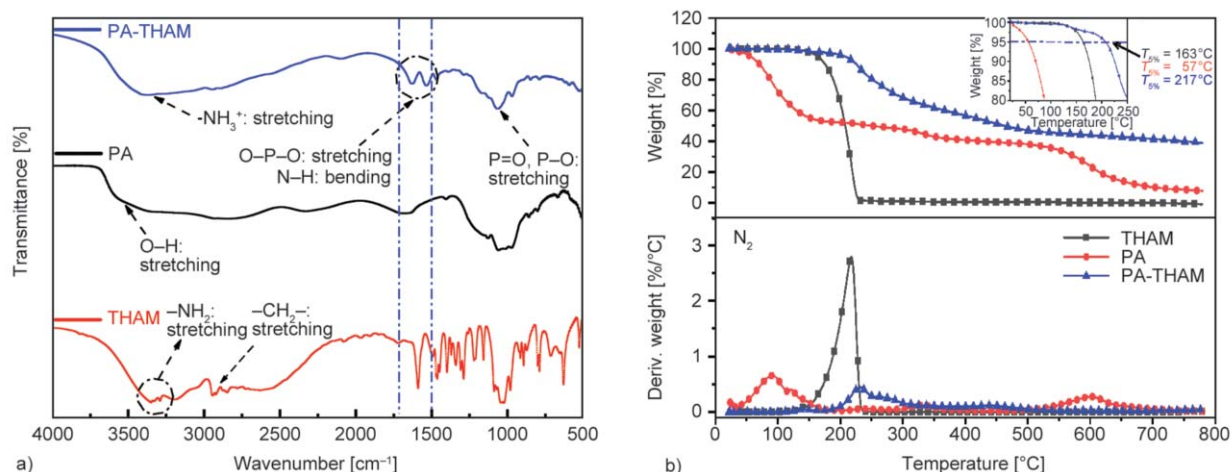 PA-THAM
-NH₃⁺: stretching
PA
O–P–O: stretching
N–H: bending
P=O, P–O:
stretching
O–H:
stretching
THAM
–NH₂:
stretching
–CH₂–:
stretching
Transmittance [%]
4000 3500 3000 2500 2000 1500 1000 500
Wavenumber [cm⁻¹]
a)
120
100
80
60
40
20
0
Weight [%]
100
95
90
85
80
Weight [%]
50 100 150 200 250
Temperature [°C]
T5% = 163°C
T5% = 57°C
T5% = 217°C
3
2
1
0
Deriv. weight [%/°C]
N₂
THAM
PA
PA-THAM
0 100 200 300 400 500 600 700 800
Temperature [°C]
b)